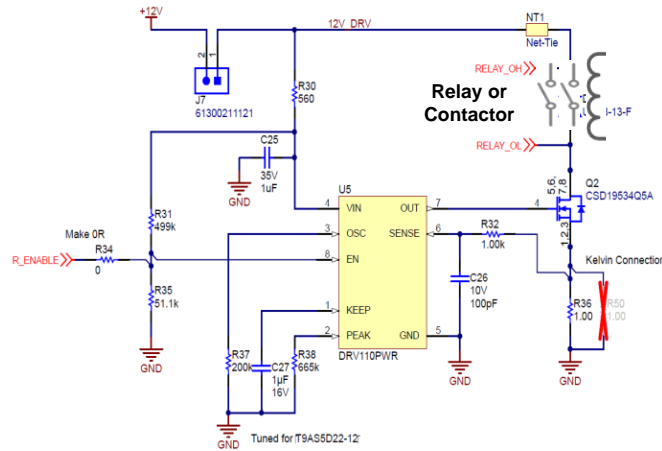 +12V
12V_DRV
NT1
Net-Tie
2
1
J7
61300211121
R30
560
RELAY_OH
Relay or
Contactor
I-13-F
RELAY_OL
C25
35V
1uF
GND
U5
4
VIN
OUT
7
3
OSC
SENSE
6
8
EN
1
KEEP
2
PEAK
GND
5
DRV110PWR
4
5,6,
7,8
1,2,3
Q2
CSD19534Q5A
R31
499k
Make 0R
R34
0
R_ENABLE
R35
51.1k
GND
R32
1.00k
C26
10V
100pF
GND
Kelvin Connection
R36
1.00
R50
1.00
GND
R37
200k
C27
1µF
16V
R38
665k
GND
Tuned for T9AS5D22-12